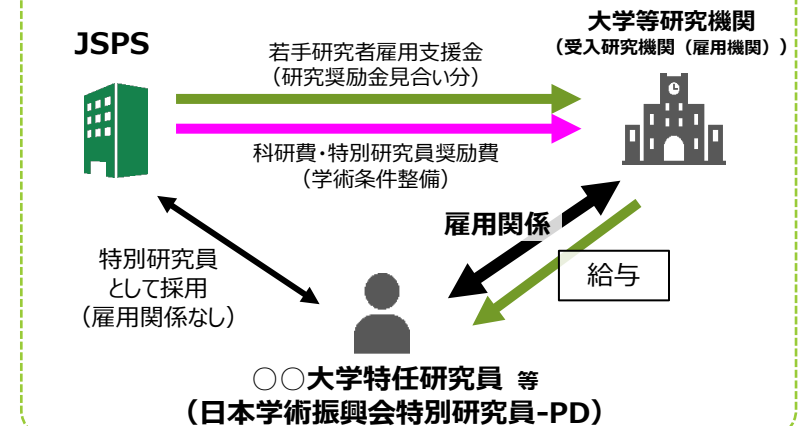 JSPS
大学等研究機関
（受入研究機関（雇用機関））
若手研究者雇用支援金
（研究奨励金見合い分）
科研費・特別研究員奨励費
（学術条件整備）
雇用関係
給与
特別研究員
として採用
（雇用関係なし）
○○大学特任研究員 等
（日本学術振興会特別研究員-PD）